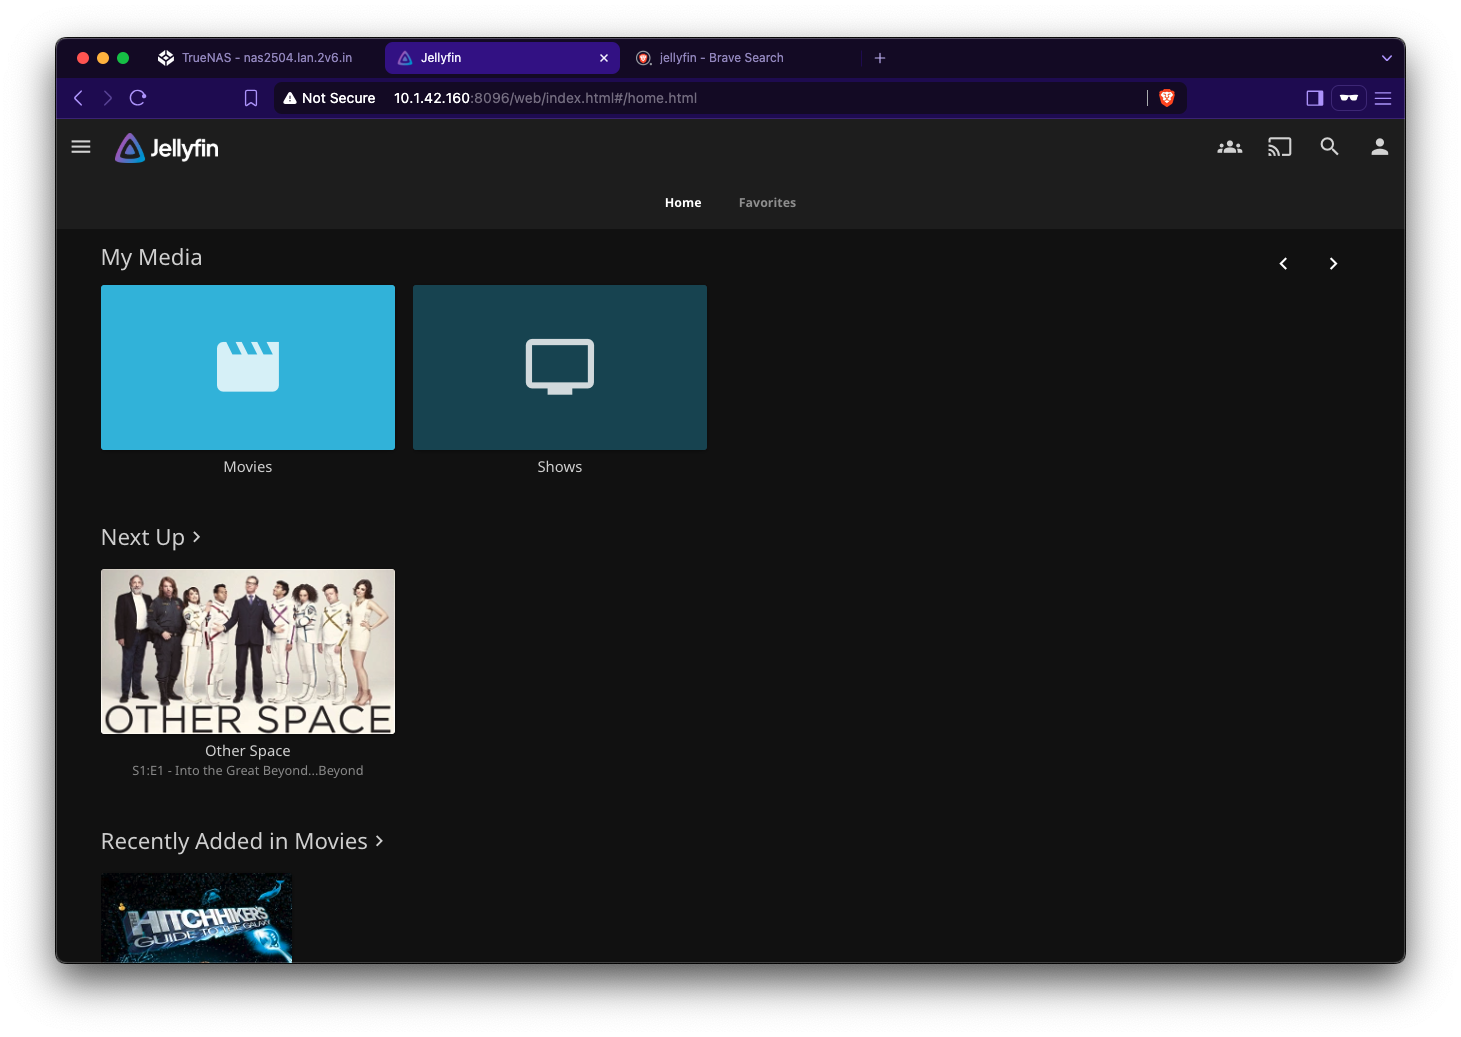 TrueNAS - nas2504.lan.2v6.in
Jellyfin
jellyfin - Brave Search
Not Secure 10.1.42.160:8096/web/index.html#/home.html
Jellyfin
Home Favorites
My Media
Movies
Shows
Next Up
OTHER SPACE
Other Space
S1:E1 - Into the Great Beyond...Beyond
Recently Added in Movies
THE
HITCHHIKER'S
GUIDE TO THE GALAXY